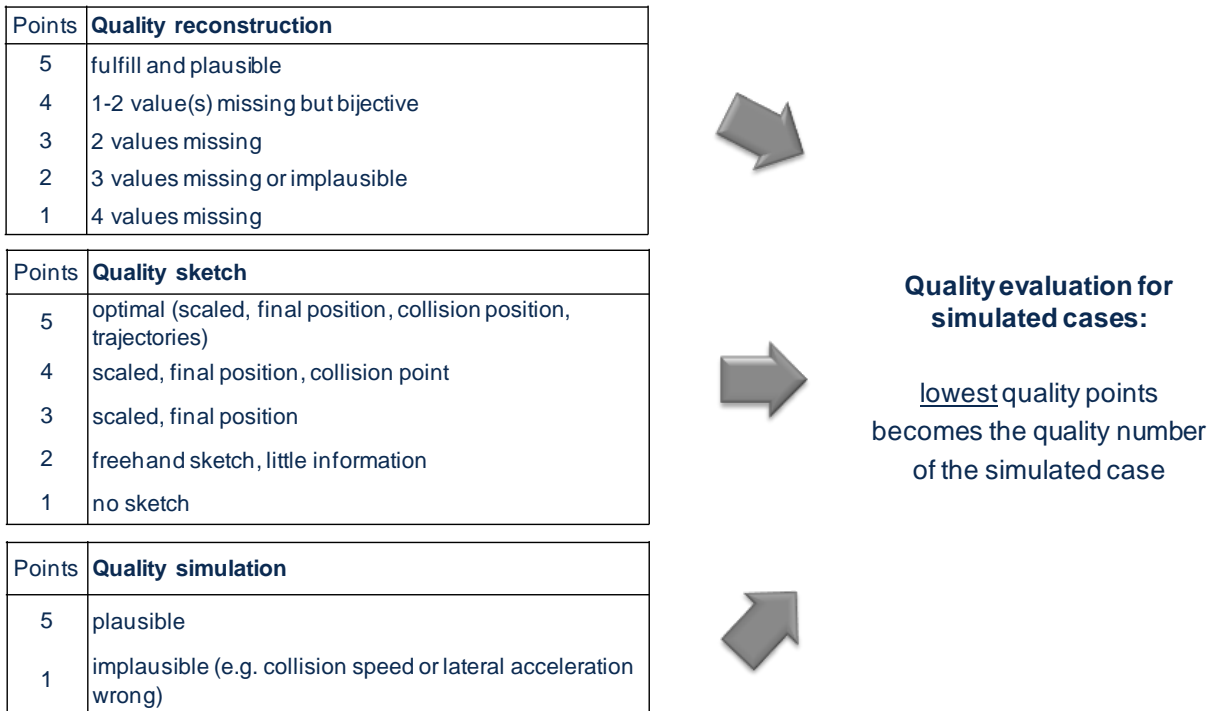 Points Quality reconstruction
5 fulfill and plausible
4 1-2 value(s) missing but bijective
3 2 values missing
2 3 values missing or implausible
1 4 values missing
Points Quality sketch
5 optimal (scaled, final position, collision position,
trajectories)
4 scaled, final position, collision point
3 scaled, final position
2 freehand sketch, little information
1 no sketch
Points Quality simulation
5 plausible
1 implausible (e.g. collision speed or lateral acceleration
wrong)
Quality evaluation for
simulated cases:
lowest quality points
becomes the quality number
of the simulated case